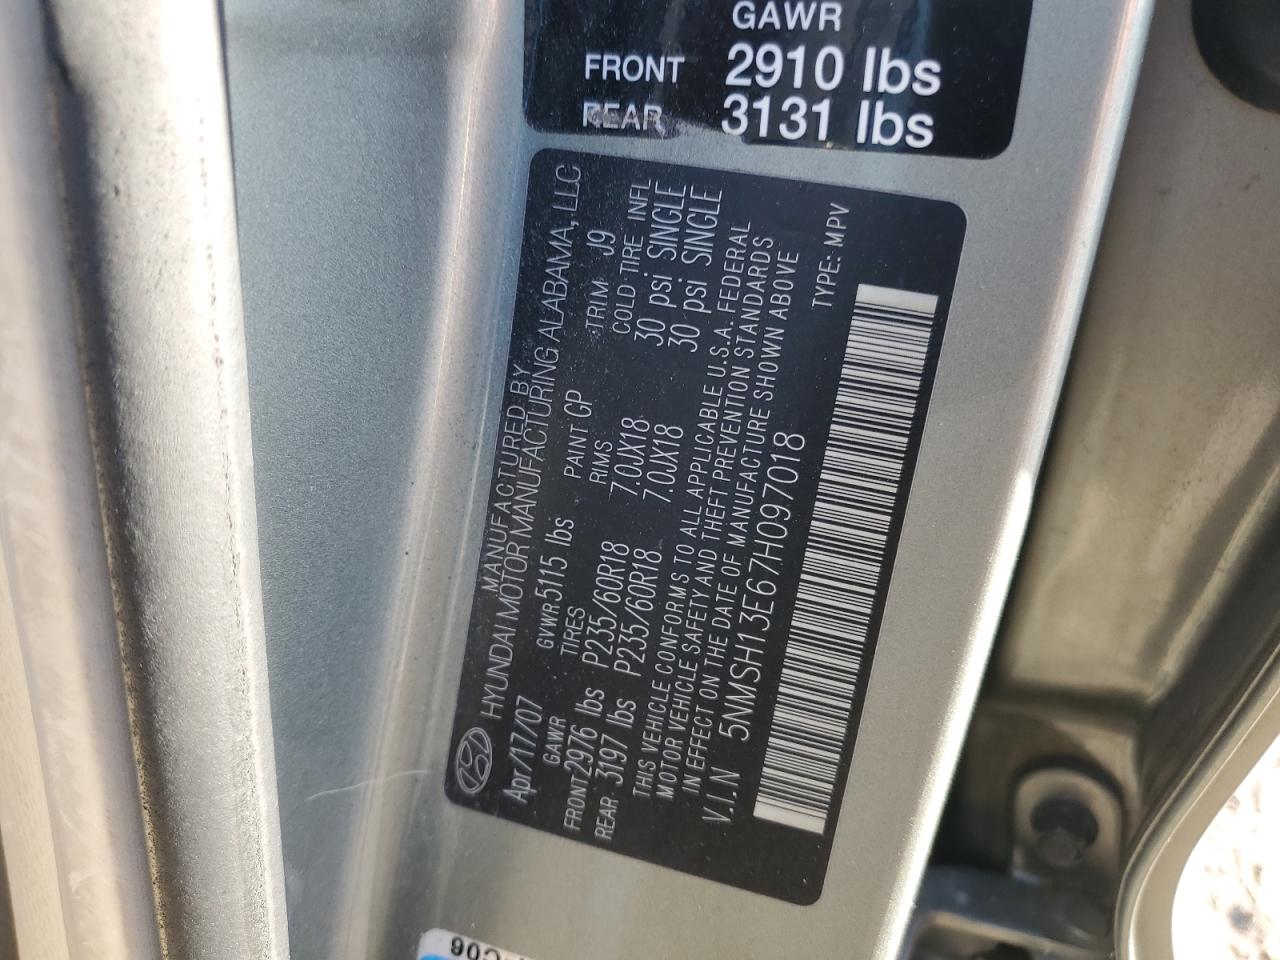 GAWR
FRONT 2910 lbs
REAR 3131 lbs
MANUFACTURED BY
HYUNDAI MOTOR MANUFACTURING ALABAMA, LLC
Apr/17/07 GVWR 5115 lbs PAINT GP TRIM J9
GAWR TIRES RIMS COLD TIRE INFL
FRONT 2976 lbs P235/60R18 7.0JX18 30 psi SINGLE
REAR 3197 lbs P235/60R18 7.0JX18 30 psi SINGLE
THIS VEHICLE CONFORMS TO ALL APPLICABLE U.S.A. FEDERAL
MOTOR VEHICLE SAFETY AND THEFT PREVENTION STANDARDS
IN EFFECT ON THE DATE OF MANUFACTURE SHOWN ABOVE
V.I.N 5NMSH13E67H097018
TYPE: MPV